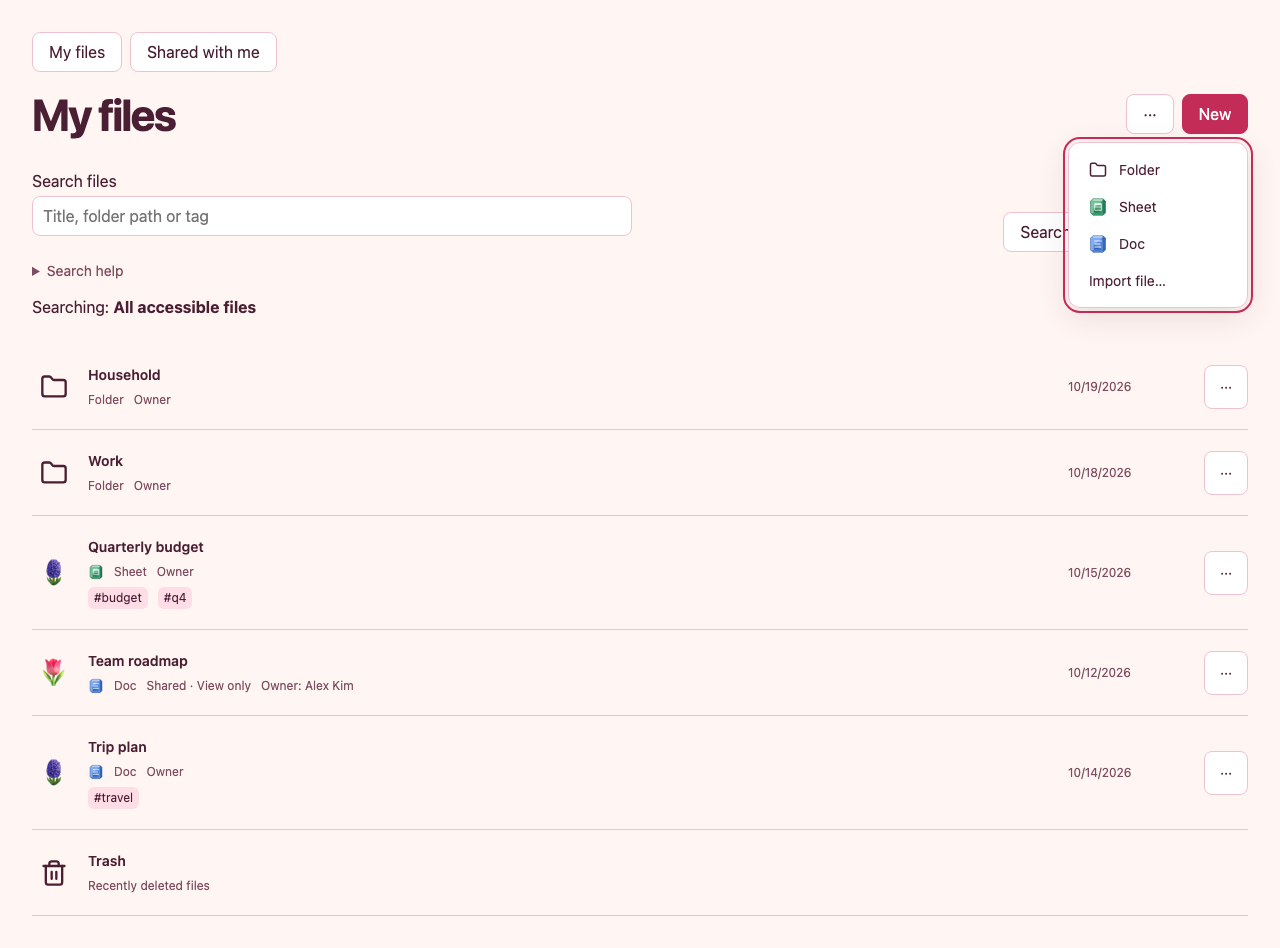 My files
Shared with me
My files
...
New
Folder
Sheet
Doc
Import file...
Search files
Title, folder path or tag
Search help
Searching: All accessible files
Household
Folder Owner
10/19/2026
...
Work
Folder Owner
10/18/2026
...
Quarterly budget
Sheet Owner
#budget #q4
10/15/2026
...
Team roadmap
Doc Shared · View only Owner: Alex Kim
10/12/2026
...
Trip plan
Doc Owner
#travel
10/14/2026
...
Trash
Recently deleted files